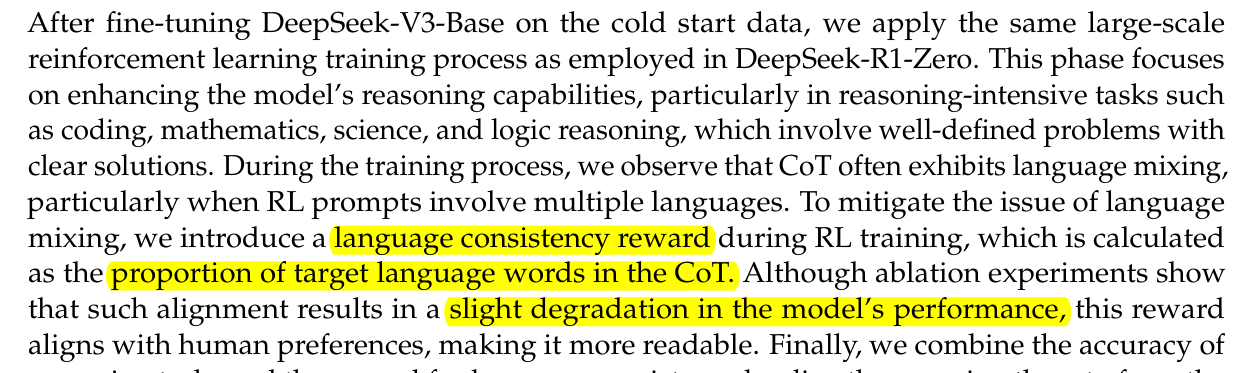 After fine-tuning DeepSeek-V3-Base on the cold start data, we apply the same large-scale
reinforcement learning training process as employed in DeepSeek-R1-Zero. This phase focuses
on enhancing the model's reasoning capabilities, particularly in reasoning-intensive tasks such
as coding, mathematics, science, and logic reasoning, which involve well-defined problems with
clear solutions. During the training process, we observe that CoT often exhibits language mixing,
particularly when RL prompts involve multiple languages. To mitigate the issue of language
mixing, we introduce a language consistency reward during RL training, which is calculated
as the proportion of target language words in the CoT. Although ablation experiments show
that such alignment results in a slight degradation in the model's performance, this reward
aligns with human preferences, making it more readable. Finally, we combine the accuracy of